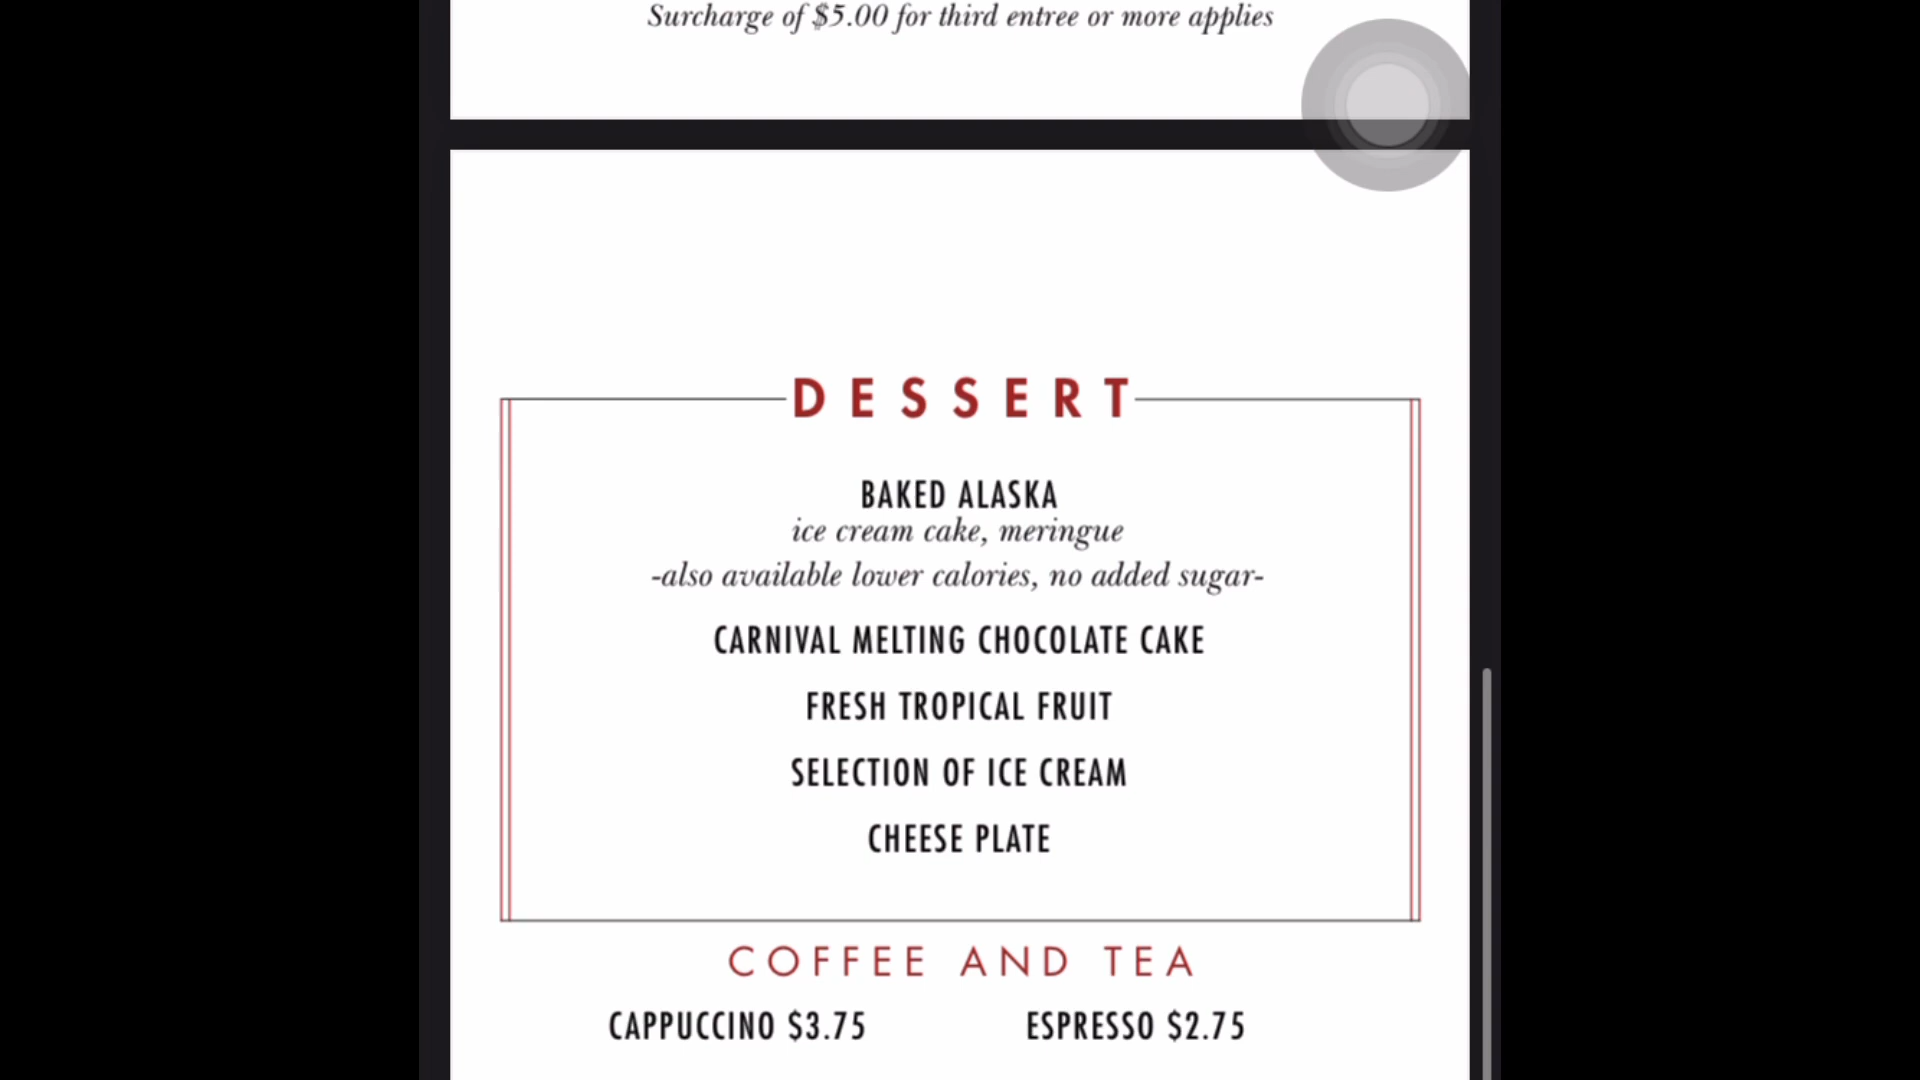 Surcharge of $5.00 for third entree or more applies
DESSERT
BAKED ALASKA
ice cream cake, meringue
-also available lower calories, no added sugar-
CARNIVAL MELTING CHOCOLATE CAKE
FRESH TROPICAL FRUIT
SELECTION OF ICE CREAM
CHEESE PLATE
COFFEE AND TEA
CAPPUCCINO $3.75 ESPRESSO $2.75